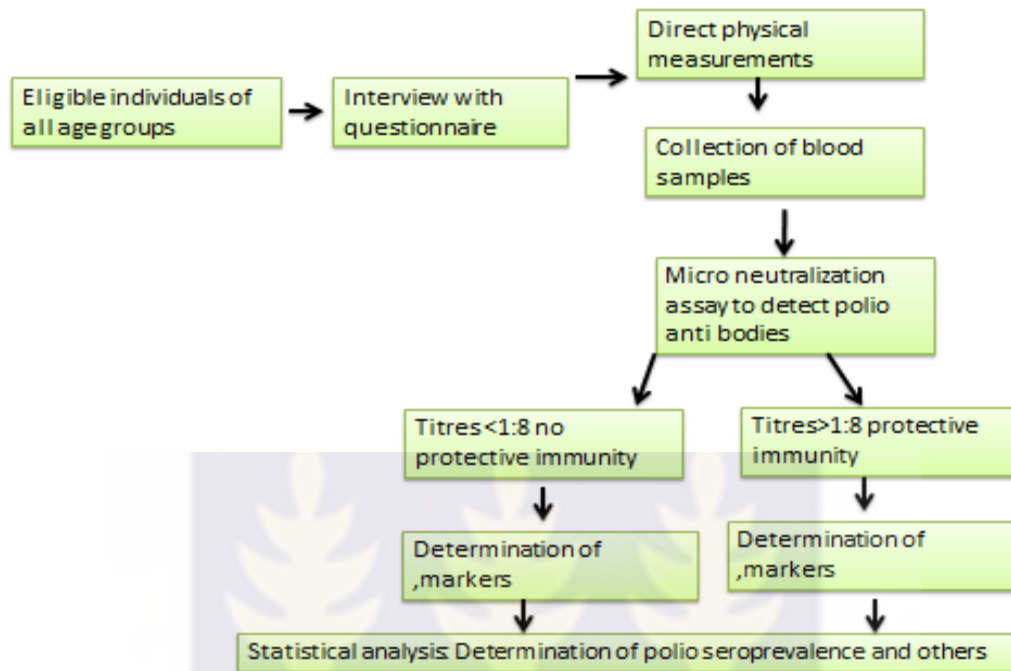 Eligible individuals of
all age groups
Interview with
questionnaire
Direct physical
measurements
Collection of blood
samples
Micro neutralization
assay to detect polio
anti bodies
Titres <1:8 no
protective immunity
Titres>1:8 protective
immunity
Determination of
,markers
Determination of
,markers
Statistical analysis: Determination of polio seroprevalence and others